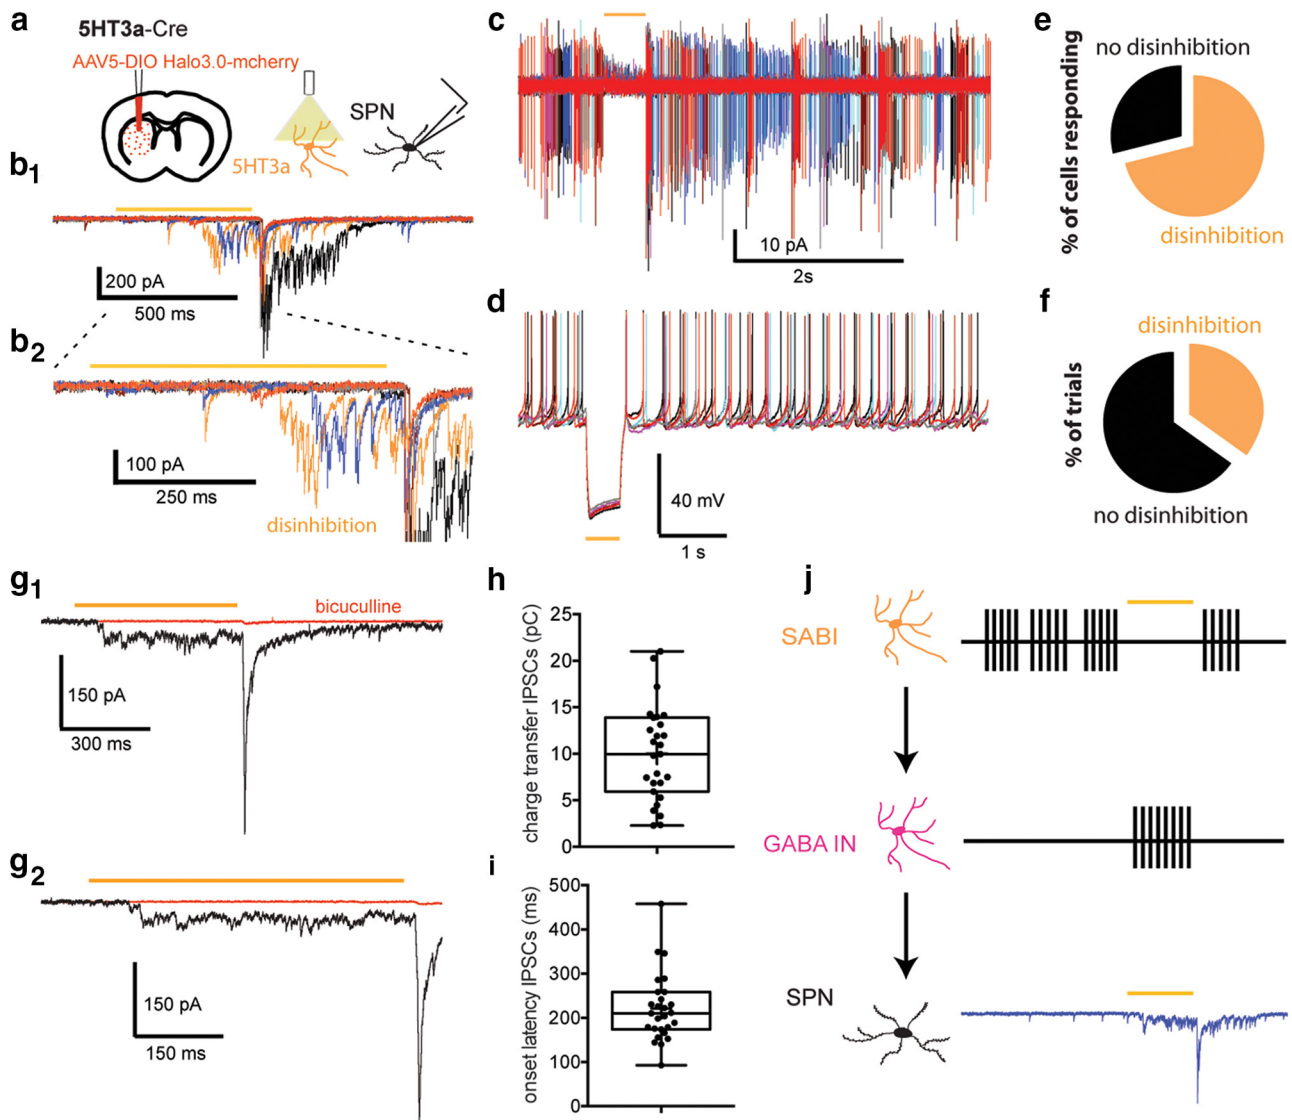 a
5HT3a-Cre
AAV5-DIO Halo3.0-mcherry
SPN
5HT3a
b1
200 pA
500 ms
b2
100 pA
250 ms
disinhibition
c
10 pA
2s
d
40 mV
1 s
e
% of cells responding
no disinhibition
disinhibition
f
% of trials
disinhibition
no disinhibition
g1
bicuculline
150 pA
300 ms
g2
150 pA
150 ms
h
charge transfer IPSCs (pC)
25
20
15
10
5
0
i
onset latency IPSCs (ms)
500
400
300
200
100
0
j
SABI
GABA IN
SPN